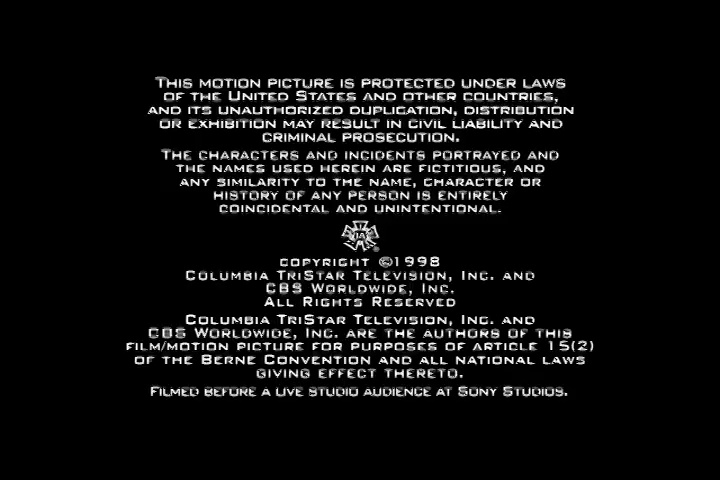 THIS MOTION PICTURE IS PROTECTED UNDER LAWS
OF THE UNITED STATES AND OTHER COUNTRIES,
AND ITS UNAUTHORIZED DUPLICATION, DISTRIBUTION
OR EXHIBITION MAY RESULT IN CIVIL LIABILITY AND
CRIMINAL PROSECUTION.
THE CHARACTERS AND INCIDENTS PORTRAYED AND
THE NAMES USED HEREIN ARE FICTITIOUS, AND
ANY SIMILARITY TO THE NAME, CHARACTER OR
HISTORY OF ANY PERSON IS ENTIRELY
COINCIDENTAL AND UNINTENTIONAL.
COPYRIGHT ©1998
COLUMBIA TRISTAR TELEVISION, INC. AND
CBS WORLDWIDE, INC.
ALL RIGHTS RESERVED
COLUMBIA TRISTAR TELEVISION, INC. AND
CBS WORLDWIDE, INC. ARE THE AUTHORS OF THIS
FILM/MOTION PICTURE FOR PURPOSES OF ARTICLE 15(2)
OF THE BERNE CONVENTION AND ALL NATIONAL LAWS
GIVING EFFECT THERETO.
FILMED BEFORE A LIVE STUDIO AUDIENCE AT SONY STUDIOS.